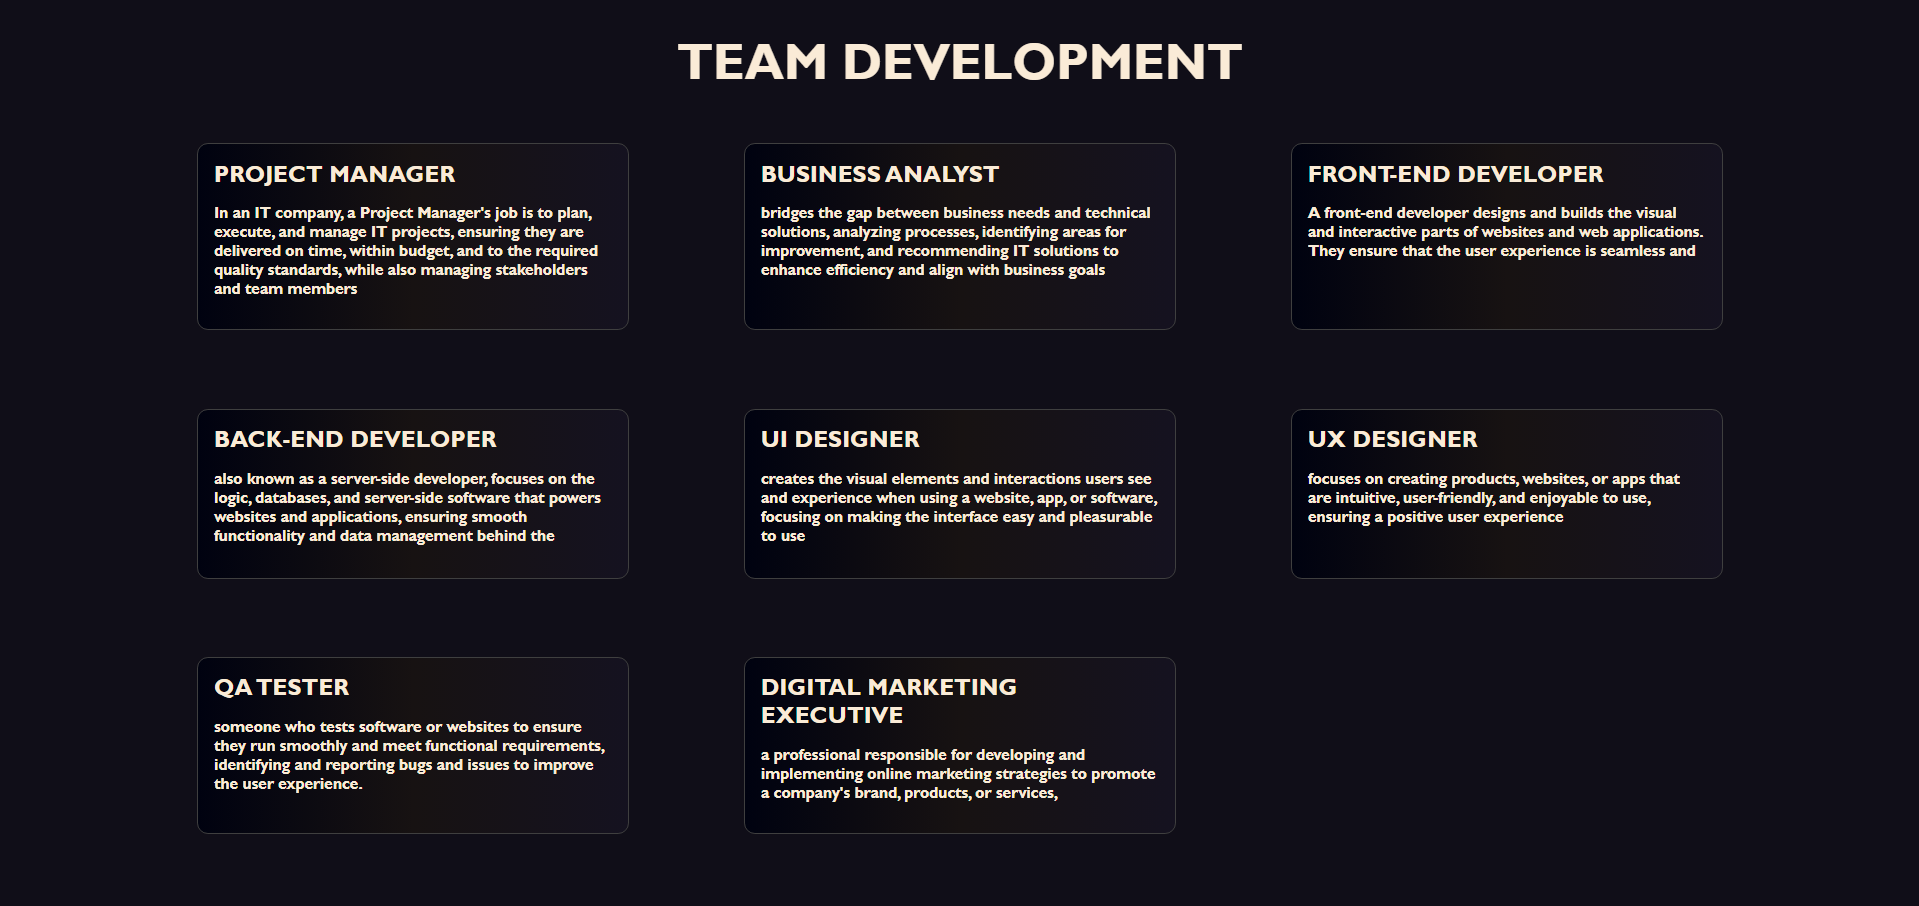 TEAM DEVELOPMENT
PROJECT MANAGER
In an IT company, a Project Manager's job is to plan,
execute, and manage IT projects, ensuring they are
delivered on time, within budget, and to the required
quality standards, while also managing stakeholders
and team members
BUSINESS ANALYST
bridges the gap between business needs and technical
solutions, analyzing processes, identifying areas for
improvement, and recommending IT solutions to
enhance efficiency and align with business goals
FRONT-END DEVELOPER
A front-end developer designs and builds the visual
and interactive parts of websites and web applications.
They ensure that the user experience is seamless and
BACK-END DEVELOPER
also known as a server-side developer, focuses on the
logic, databases, and server-side software that powers
websites and applications, ensuring smooth
functionality and data management behind the
UI DESIGNER
creates the visual elements and interactions users see
and experience when using a website, app, or software,
focusing on making the interface easy and pleasurable
to use
UX DESIGNER
focuses on creating products, websites, or apps that
are intuitive, user-friendly, and enjoyable to use,
ensuring a positive user experience
QA TESTER
someone who tests software or websites to ensure
they run smoothly and meet functional requirements,
identifying and reporting bugs and issues to improve
the user experience.
DIGITAL MARKETING
EXECUTIVE
a professional responsible for developing and
implementing online marketing strategies to promote
a company's brand, products, or services,